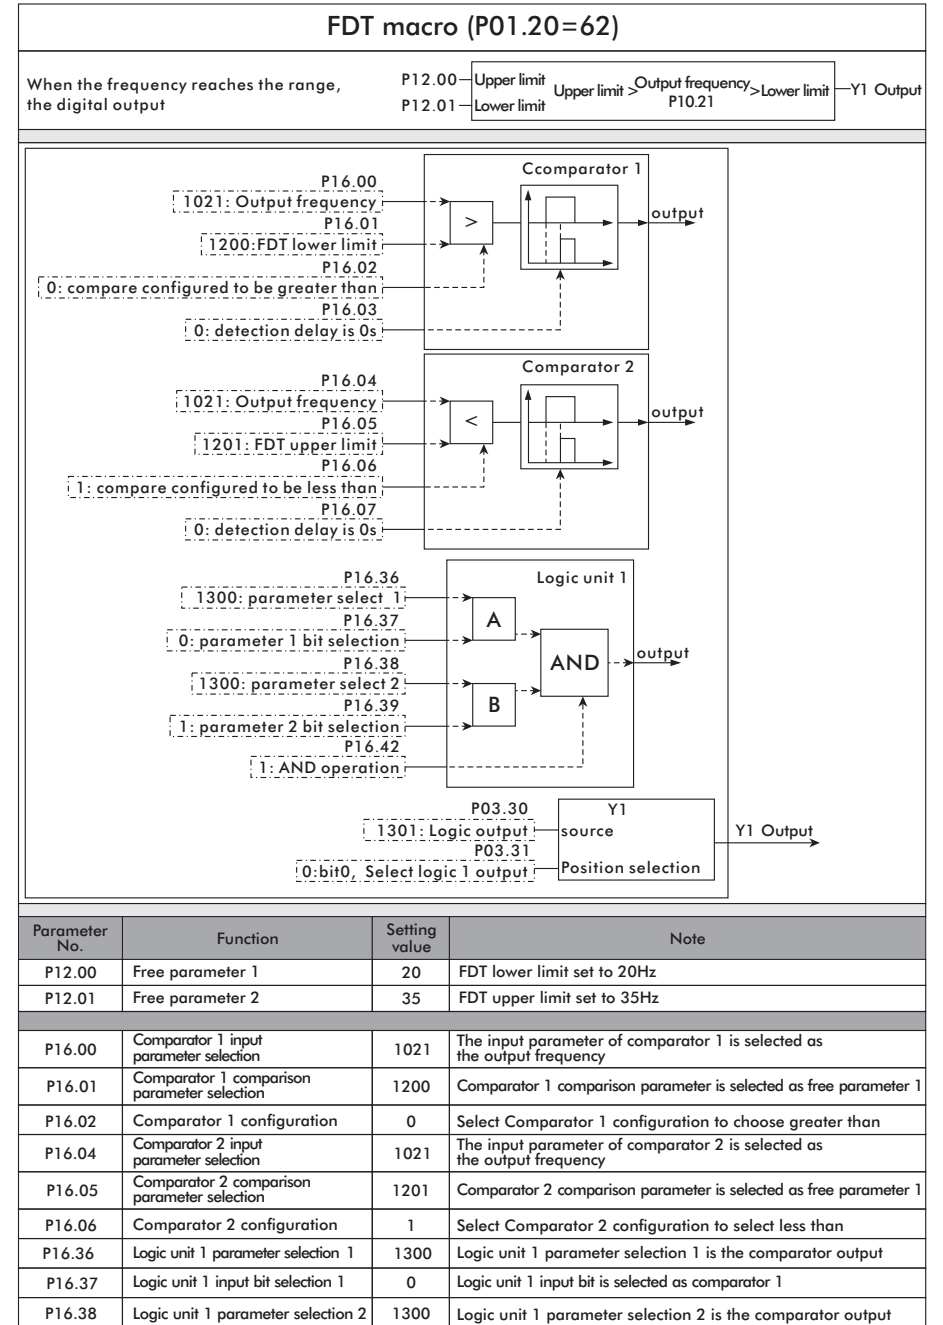 FDT macro (P01.20=62)
When the frequency reaches the range,
the digital output
P12.00
Upper limit
P12.01
Lower limit
Upper limit >
Output frequency
P10.21
>Lower limit
Y1 Output
Ccomparator 1
P16.00
1021: Output frequency
P16.01
1200:FDT lower limit
P16.02
0: compare configured to be greater than
P16.03
0: detection delay is 0s
>
output
Comparator 2
P16.04
1021: Output frequency
P16.05
1201: FDT upper limit
P16.06
1: compare configured to be less than
P16.07
0: detection delay is 0s
<
output
Logic unit 1
P16.36
1300: parameter select 1
P16.37
0: parameter 1 bit selection
P16.38
1300: parameter select 2
P16.39
1: parameter 2 bit selection
P16.42
1: AND operation
A
B
AND
output
P03.30
1301: Logic output
P03.31
0:bit0, Select logic 1 output
Y1
source
Position selection
Y1 Output
Parameter No. Function Setting value Note
P12.00 Free parameter 1 20 FDT lower limit set to 20Hz
P12.01 Free parameter 2 35 FDT upper limit set to 35Hz
P16.00 Comparator 1 input parameter selection 1021 The input parameter of comparator 1 is selected as the output frequency
P16.01 Comparator 1 comparison parameter selection 1200 Comparator 1 comparison parameter is selected as free parameter 1
P16.02 Comparator 1 configuration 0 Select Comparator 1 configuration to choose greater than
P16.04 Comparator 2 input parameter selection 1021 The input parameter of comparator 2 is selected as the output frequency
P16.05 Comparator 2 comparison parameter selection 1201 Comparator 2 comparison parameter is selected as free parameter 1
P16.06 Comparator 2 configuration 1 Select Comparator 2 configuration to select less than
P16.36 Logic unit 1 parameter selection 1 1300 Logic unit 1 parameter selection 1 is the comparator output
P16.37 Logic unit 1 input bit selection 1 0 Logic unit 1 input bit is selected as comparator 1
P16.38 Logic unit 1 parameter selection 2 1300 Logic unit 1 parameter selection 2 is the comparator output